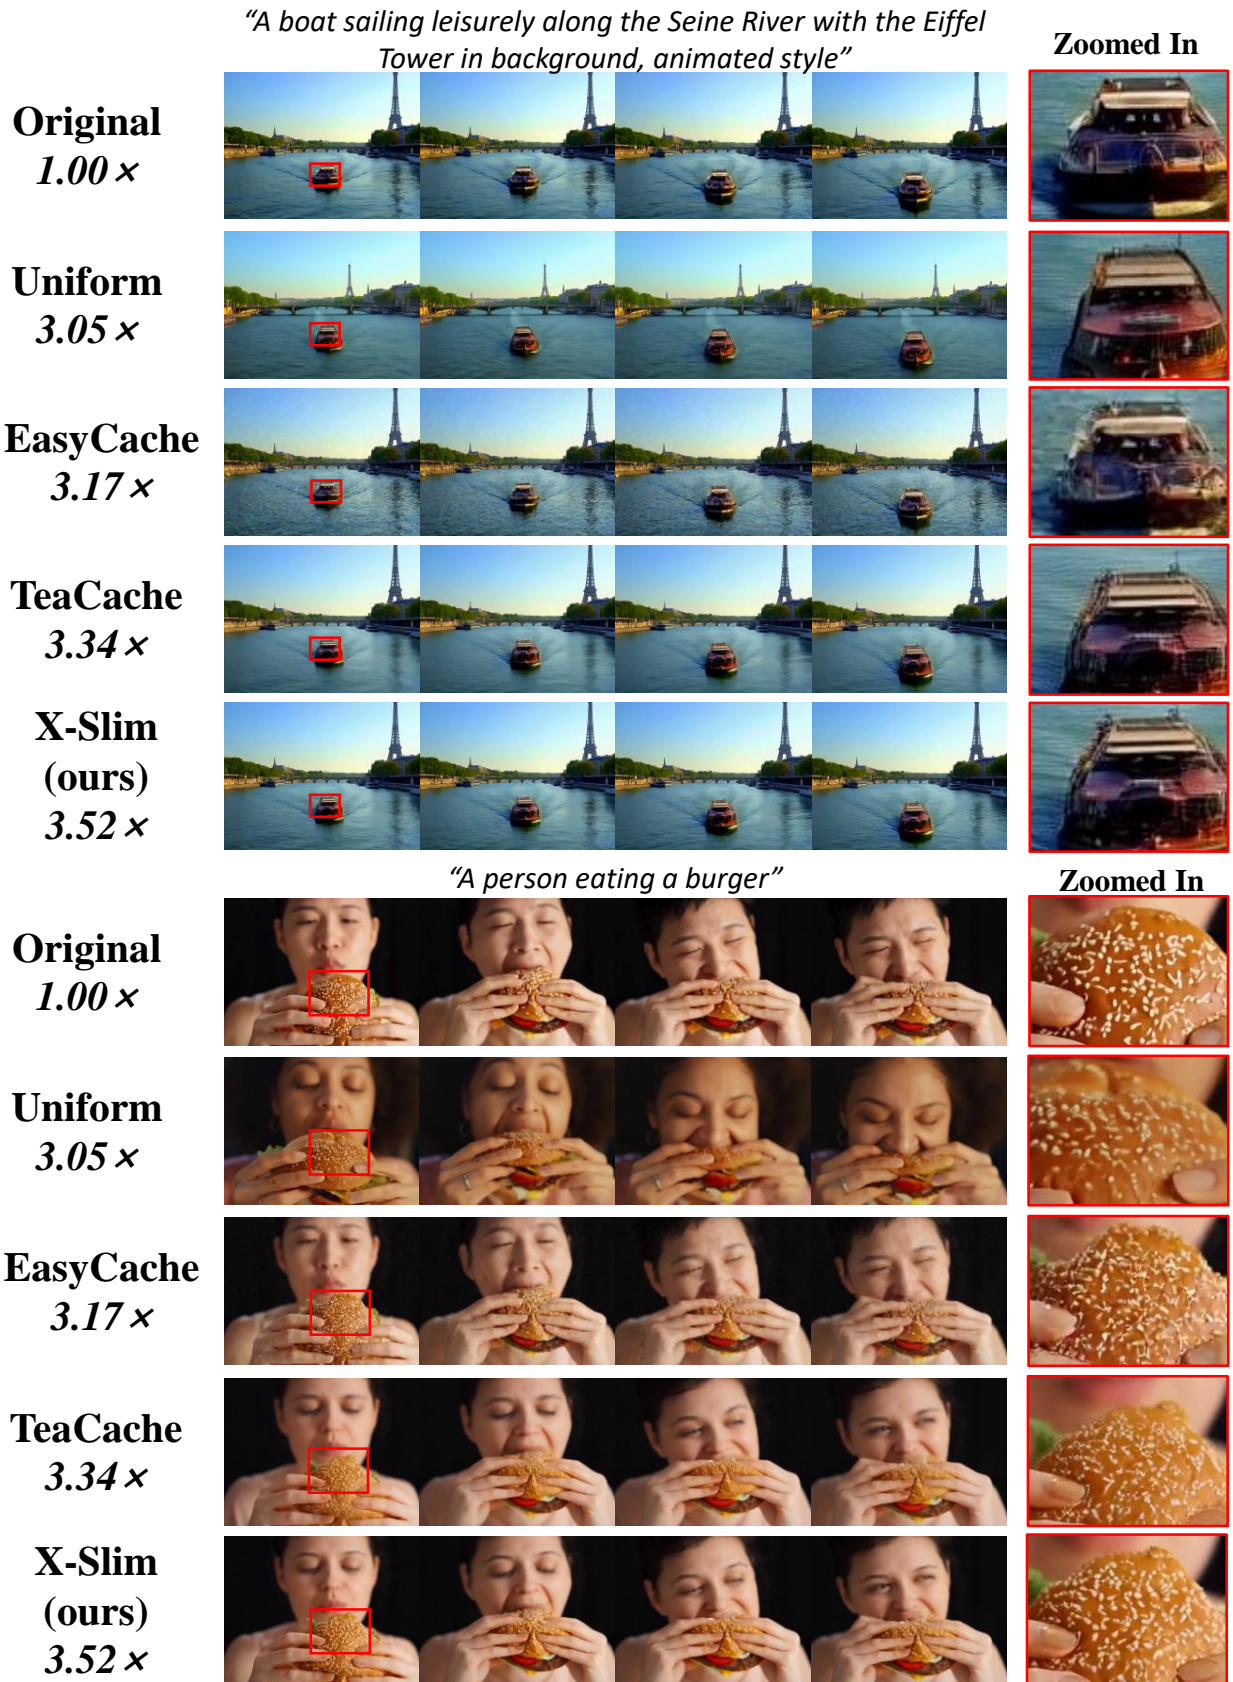 “A boat sailing leisurely along the Seine River with the Eiffel
Tower in background, animated style”
Zoomed In
Original
1.00×
Uniform
3.05×
EasyCache
3.17×
TeaCache
3.34×
X-Slim
(ours)
3.52×
“A person eating a burger”
Zoomed In
Original
1.00×
Uniform
3.05×
EasyCache
3.17×
TeaCache
3.34×
X-Slim
(ours)
3.52×